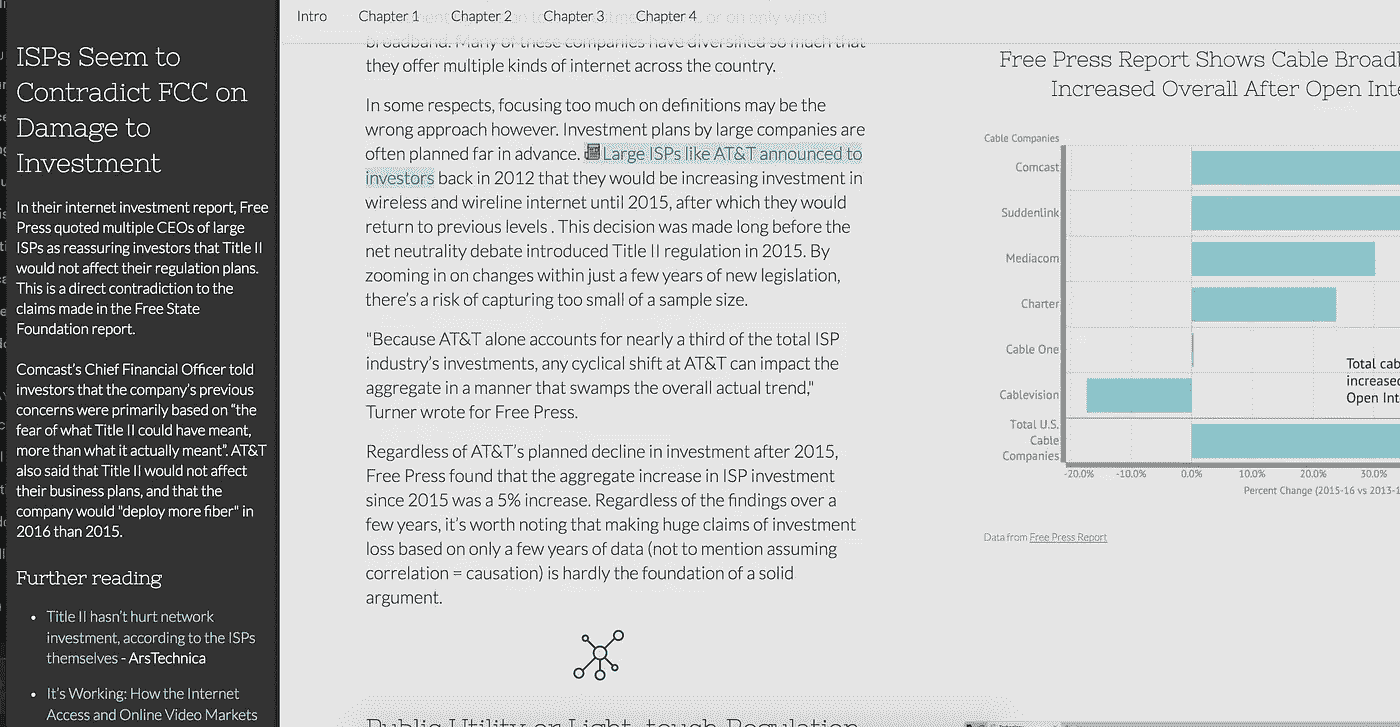 Intro Chapter 1 Chapter 2 Chapter 3 Chapter 4
ISPs Seem to
Contradict FCC on
Damage to
Investment
In their internet investment report, Free
Press quoted multiple CEOs of large
ISPs as reassuring investors that Title II
would not affect their regulation plans.
This is a direct contradiction to the
claims made in the Free State
Foundation report.
Comcast's Chief Financial Officer told
investors that the company's previous
concerns were primarily based on "the
fear of what Title II could have meant,
more than what it actually meant". AT&T
also said that Title II would not affect
their business plans, and that the
company would "deploy more fiber" in
2016 than 2015.
Further reading
Title II hasn't hurt network
investment, according to the ISPs
themselves - ArsTechnica
It's Working: How the Internet
Access and Online Video Markets
or on only wired
broadband. Many of these companies have diversified so much that
they offer multiple kinds of internet across the country.
In some respects, focusing too much on definitions may be the
wrong approach however. Investment plans by large companies are
often planned far in advance. Large ISPs like AT&T announced to
investors back in 2012 that they would be increasing investment in
wireless and wireline internet until 2015, after which they would
return to previous levels . This decision was made long before the
net neutrality debate introduced Title II regulation in 2015. By
zooming in on changes within just a few years of new legislation,
there's a risk of capturing too small of a sample size.
"Because AT&T alone accounts for nearly a third of the total ISP
industry's investments, any cyclical shift at AT&T can impact the
aggregate in a manner that swamps the overall actual trend,"
Turner wrote for Free Press.
Regardless of AT&T's planned decline in investment after 2015,
Free Press found that the aggregate increase in ISP investment
since 2015 was a 5% increase. Regardless of the findings over a
few years, it's worth noting that making huge claims of investment
loss based on only a few years of data (not to mention assuming
correlation = causation) is hardly the foundation of a solid
argument.
Public Utility or Light-touch Regulation
Free Press Report Shows Cable Broadb
Increased Overall After Open Inte
Cable Companies
Comcast
Suddenlink
Mediacom
Charter
Cable One
Cablevision
Total U.S.
Cable
Companies
Total cab
increased
Open Int
-20.0% -10.0% 0.0% 10.0% 20.0% 30.0%
Percent Change (2015-16 vs 2013-1
Data from Free Press Report